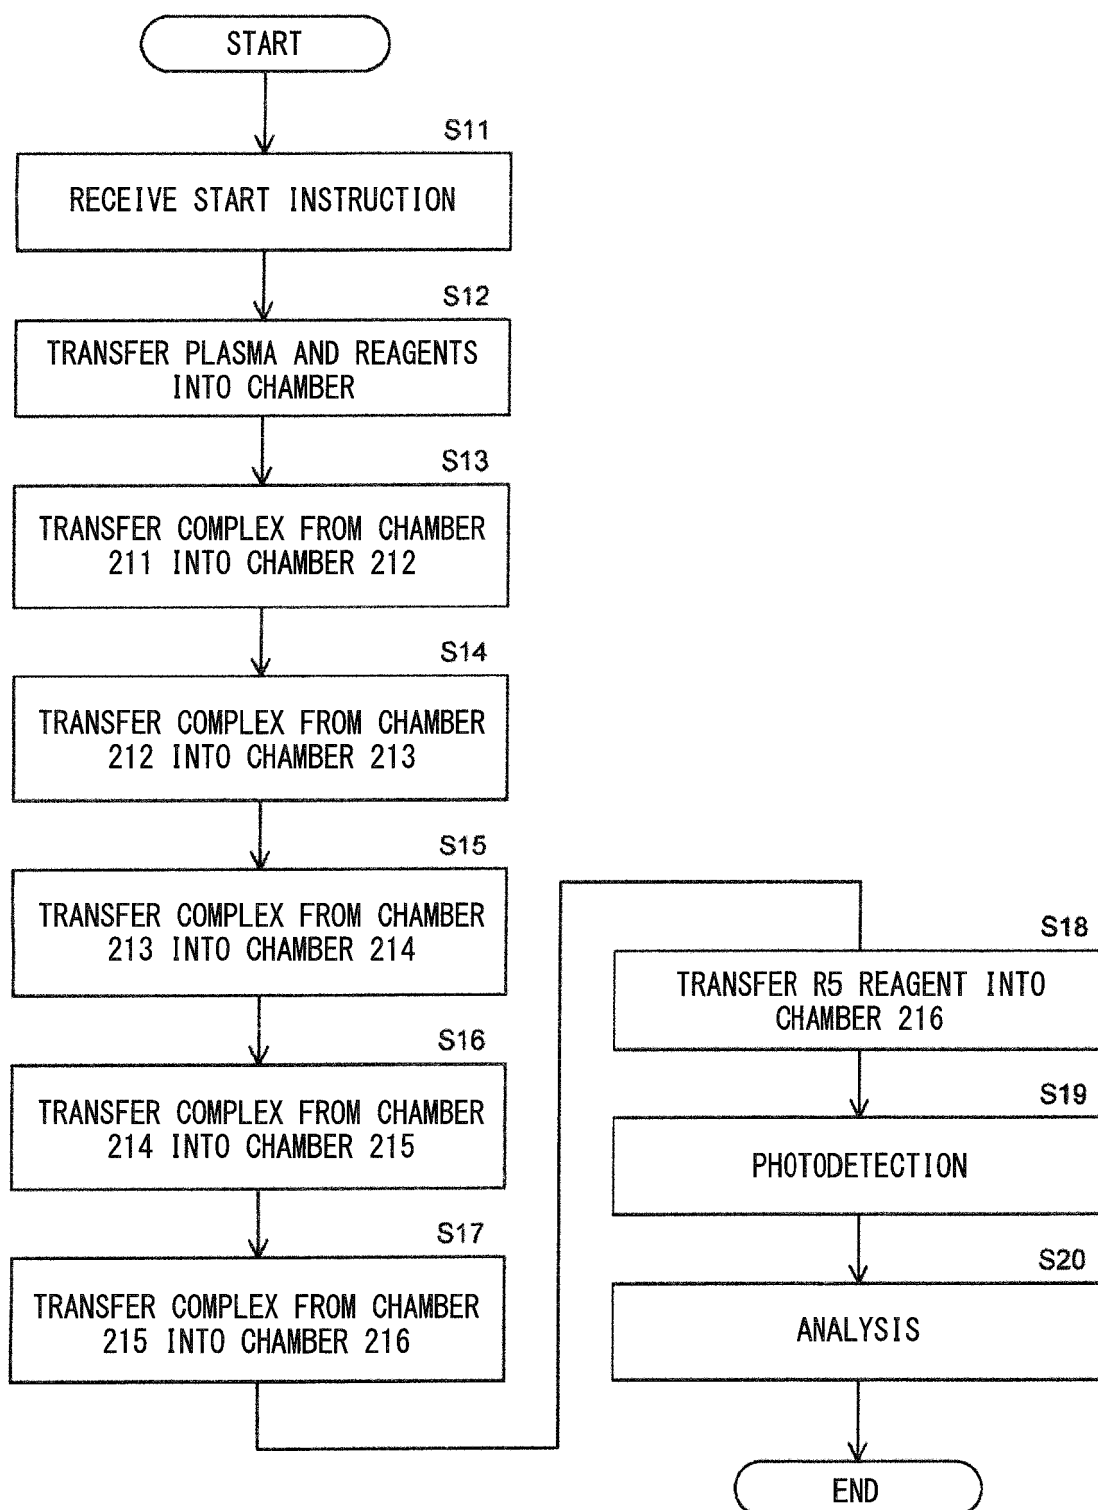 START
S11
RECEIVE START INSTRUCTION
S12
TRANSFER PLASMA AND REAGENTS
INTO CHAMBER
S13
TRANSFER COMPLEX FROM CHAMBER
211 INTO CHAMBER 212
S14
TRANSFER COMPLEX FROM CHAMBER
212 INTO CHAMBER 213
S15
TRANSFER COMPLEX FROM CHAMBER
213 INTO CHAMBER 214
S16
TRANSFER COMPLEX FROM CHAMBER
214 INTO CHAMBER 215
S17
TRANSFER COMPLEX FROM CHAMBER
215 INTO CHAMBER 216
S18
TRANSFER R5 REAGENT INTO
CHAMBER 216
S19
PHOTODETECTION
S20
ANALYSIS
END